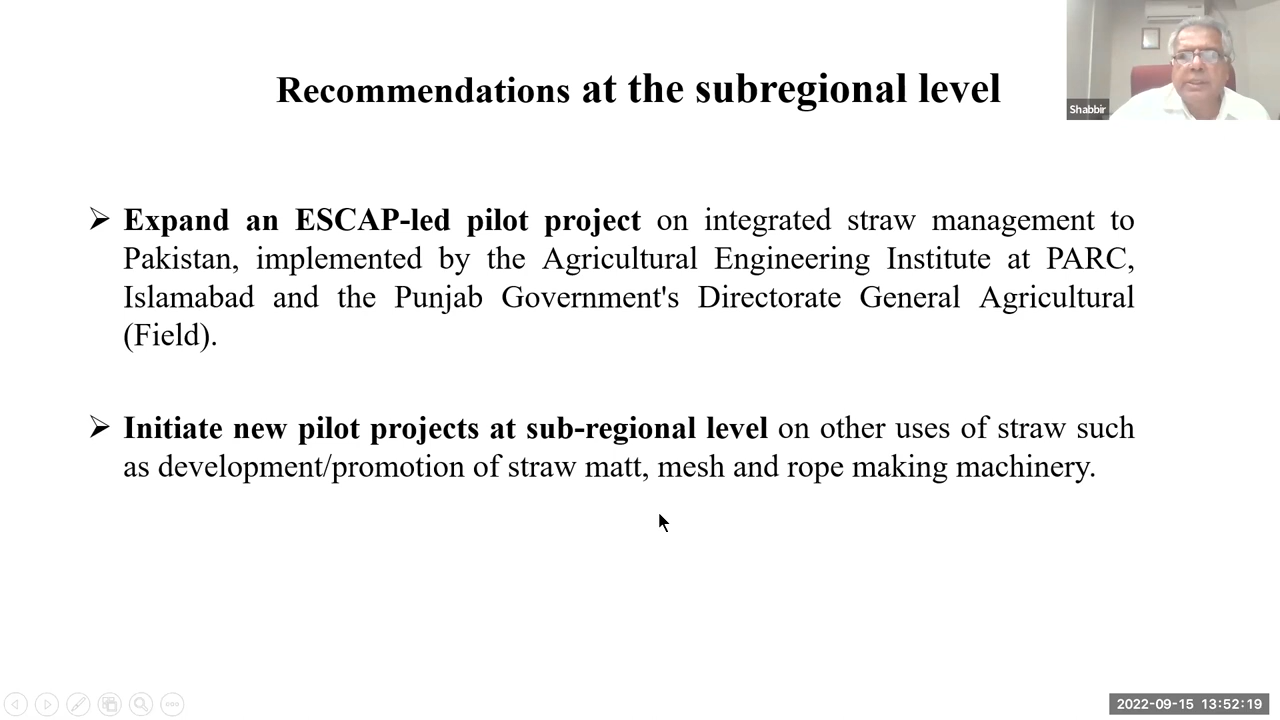 Recommendations at the subregional level
Shabbir
➢ Expand an ESCAP-led pilot project on integrated straw management to
Pakistan, implemented by the Agricultural Engineering Institute at PARC,
Islamabad and the Punjab Government's Directorate General Agricultural
(Field).
➢ Initiate new pilot projects at sub-regional level on other uses of straw such
as development/promotion of straw matt, mesh and rope making machinery.
2022-09-15 13:52:19